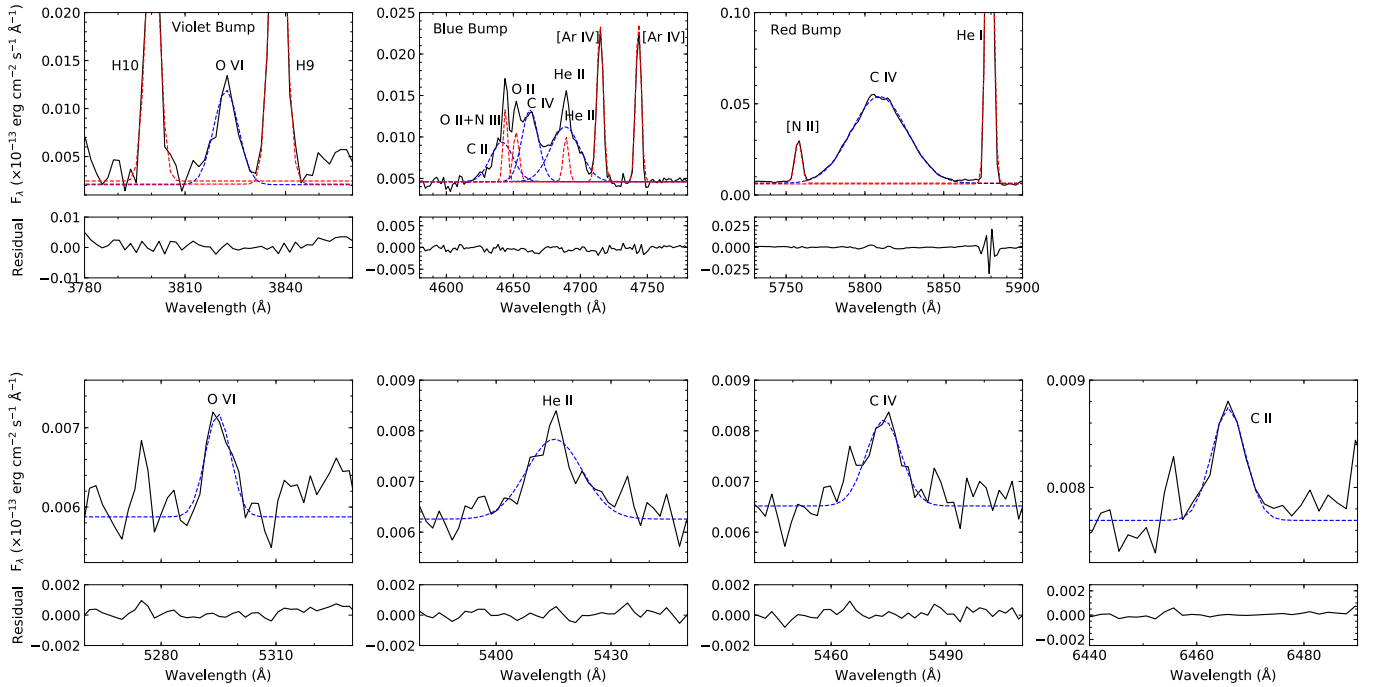 Violet Bump
H10
O VI
H9
0.020
0.015
0.010
0.005
F_λ (×10⁻¹³ erg cm⁻² s⁻¹ Å⁻¹)
0.01
0.00
−0.01
Residual
3780
3810
3840
Wavelength (Å)
Blue Bump
[Ar IV]
[Ar IV]
O II
He II
C IV
O II+N III
He II
C II
0.025
0.020
0.015
0.010
0.005
0.005
0.000
−0.005
4600
4650
4700
4750
Wavelength (Å)
Red Bump
He I
C IV
[N II]
0.10
0.05
0.00
0.025
0.000
−0.025
5750
5800
5850
5900
Wavelength (Å)
O VI
0.007
0.006
F_λ (×10⁻¹³ erg cm⁻² s⁻¹ Å⁻¹)
0.002
0.000
−0.002
Residual
5280
5310
Wavelength (Å)
He II
0.009
0.008
0.007
0.006
0.002
0.000
−0.002
5400
5430
Wavelength (Å)
C IV
0.009
0.008
0.007
0.006
0.002
0.000
−0.002
5460
5490
Wavelength (Å)
C II
0.009
0.008
0.002
0.000
−0.002
6440
6460
6480
Wavelength (Å)